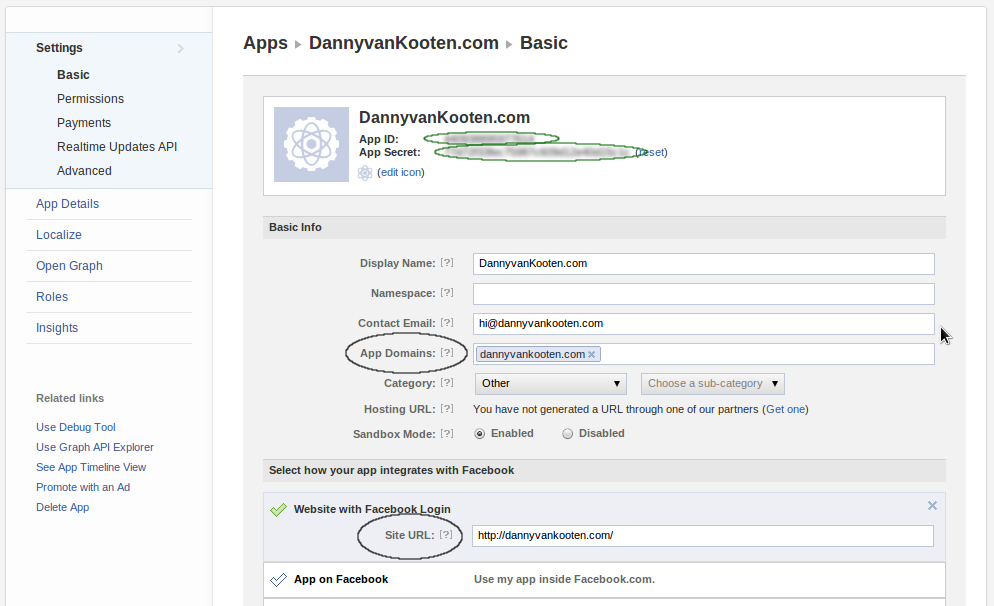 Settings
Basic
Permissions
Payments
Realtime Updates API
Advanced
App Details
Localize
Open Graph
Roles
Insights
Related links
Use Debug Tool
Use Graph API Explorer
See App Timeline View
Promote with an Ad
Delete App
Apps ▸ DannyvanKooten.com ▸ Basic
DannyvanKooten.com
App ID:
App Secret: (reset)
(edit icon)
Basic Info
Display Name: [?] DannyvanKooten.com
Namespace: [?]
Contact Email: [?] hi@dannyvankooten.com
App Domains: [?] dannyvankooten.com ×
Category: [?] Other ▼ Choose a sub-category ▼
Hosting URL: [?] You have not generated a URL through one of our partners (Get one)
Sandbox Mode: [?] Enabled Disabled
Select how your app integrates with Facebook
Website with Facebook Login
Site URL: [?] http://dannyvankooten.com/
App on Facebook Use my app inside Facebook.com.